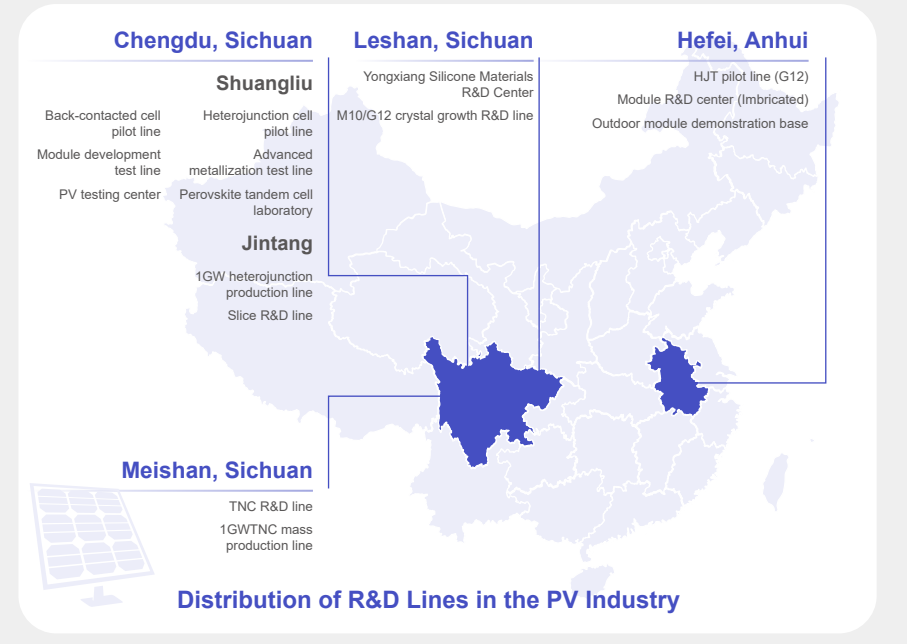 Chengdu, Sichuan
Shuangliu
Back-contacted cell
pilot line
Module development
test line
PV testing center
Heterojunction cell
pilot line
Advanced
metallization test line
Perovskite tandem cell
laboratory
Jintang
1GW heterojunction
production line
Slice R&D line
Leshan, Sichuan
Yongxiang Silicone Materials
R&D Center
M10/G12 crystal growth R&D line
Hefei, Anhui
HJT pilot line (G12)
Module R&D center (Imbricated)
Outdoor module demonstration base
Meishan, Sichuan
TNC R&D line
1GWTNC mass
production line
Distribution of R&D Lines in the PV Industry